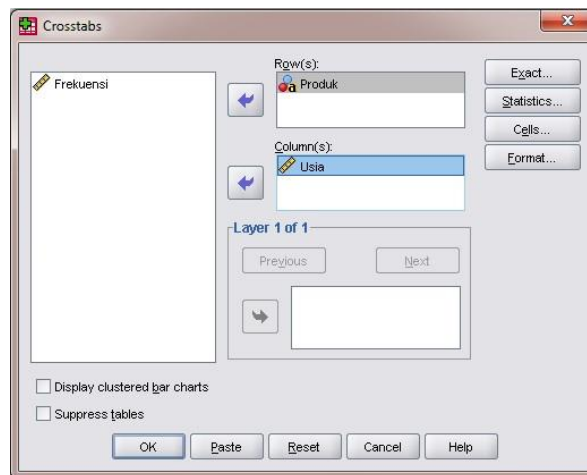 Crosstabs
Frekuensi
Row(s):
Produk
Column(s):
Usia
Layer 1 of 1
Previous
Next
Exact...
Statistics...
Cells...
Format...
Display clustered bar charts
Suppress tables
OK
Paste
Reset
Cancel
Help